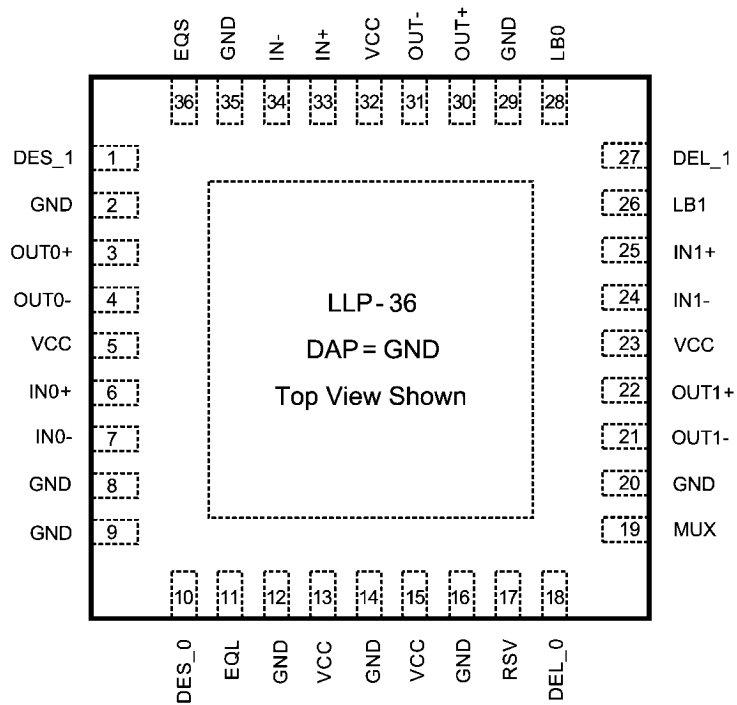 EQS GND IN- IN+ VCC OUT- OUT+ GND LB0
36 35 34 33 32 31 30 29 28
DES_1 1 27 DEL_1
GND 2 26 LB1
OUT0+ 3 25 IN1+
OUT0- 4 24 IN1-
VCC 5 23 VCC
IN0+ 6 22 OUT1+
IN0- 7 21 OUT1-
GND 8 20 GND
GND 9 19 MUX
LLP-36
DAP = GND
Top View Shown
10 11 12 13 14 15 16 17 18
DES_0 EQL GND VCC GND VCC GND RSV DEL_0